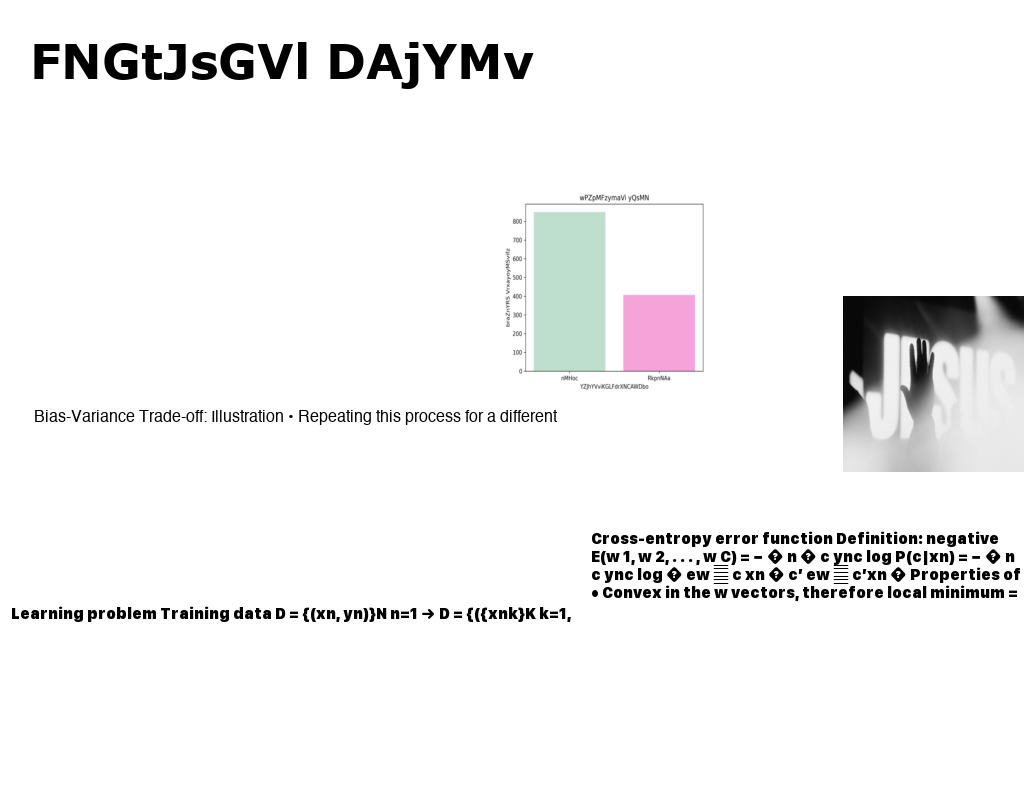 FNGtJsGVl DAjYMv
wPZpMFzymaVi yQsMN
800
700
600
500
400
300
200
100
0
nMHoc
RkpnNAa
JESUS
Bias-Variance Trade-off: Illustration • Repeating this process for a different
Cross-entropy error function Definition: negative
E(w 1, w 2, . . . , w C) = − � n � c ync log P(c|xn) = − � n
c ync log � ew c xn � c′ ew c′xn � Properties of
• Convex in the w vectors, therefore local minimum =
Learning problem Training data D = {(xn, yn)}N n=1 → D = {({xnk}K k=1,